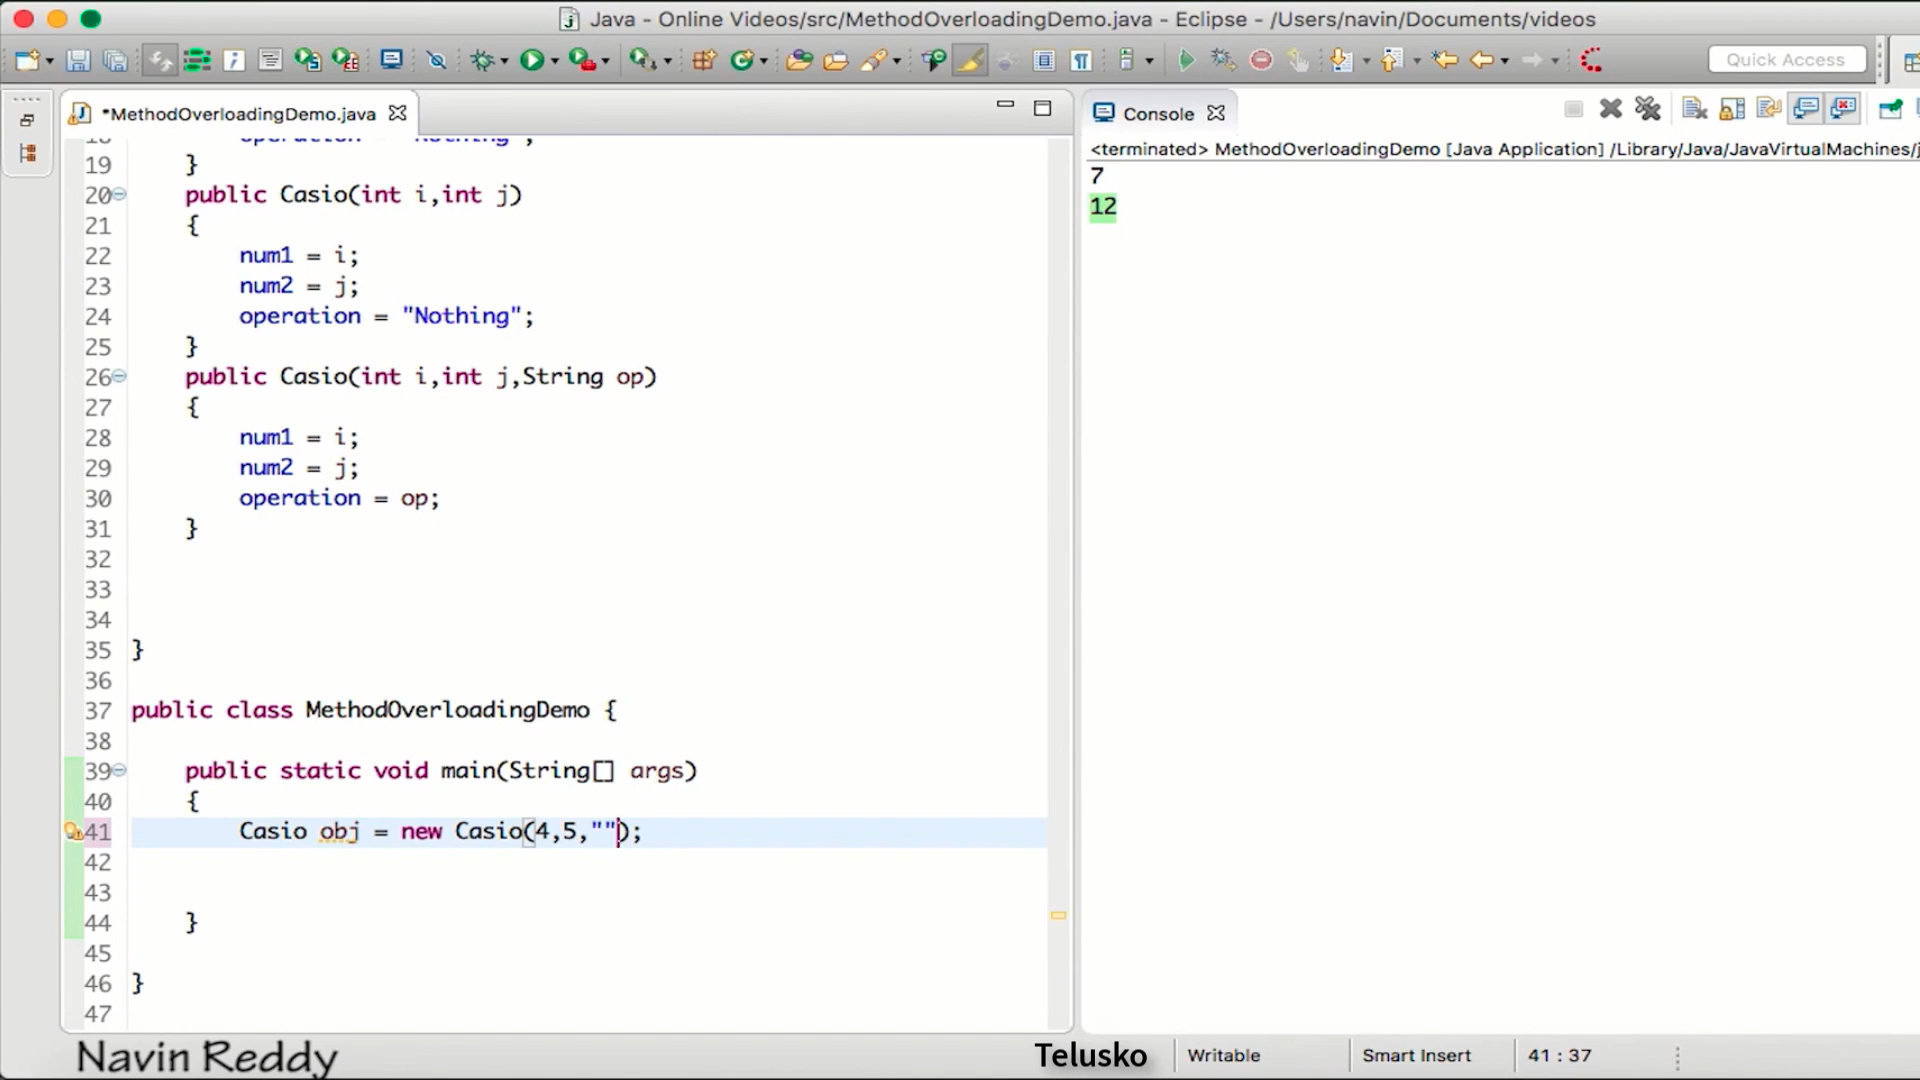 Java - Online Videos/src/MethodOverloadingDemo.java - Eclipse - /Users/navin/Documents/videos
Quick Access
*MethodOverloadingDemo.java
18 operation = "Nothing";
19 }
20 public Casio(int i,int j)
21 {
22 num1 = i;
23 num2 = j;
24 operation = "Nothing";
25 }
26 public Casio(int i,int j,String op)
27 {
28 num1 = i;
29 num2 = j;
30 operation = op;
31 }
32
33
34
35 }
36
37 public class MethodOverloadingDemo {
38
39 public static void main(String[] args)
40 {
41 Casio obj = new Casio(4,5,"");
42
43
44 }
45
46 }
47
Console
<terminated> MethodOverloadingDemo [Java Application] /Library/Java/JavaVirtualMachines/j
7
12
Navin Reddy
Telusko
Writable
Smart Insert
41 : 37